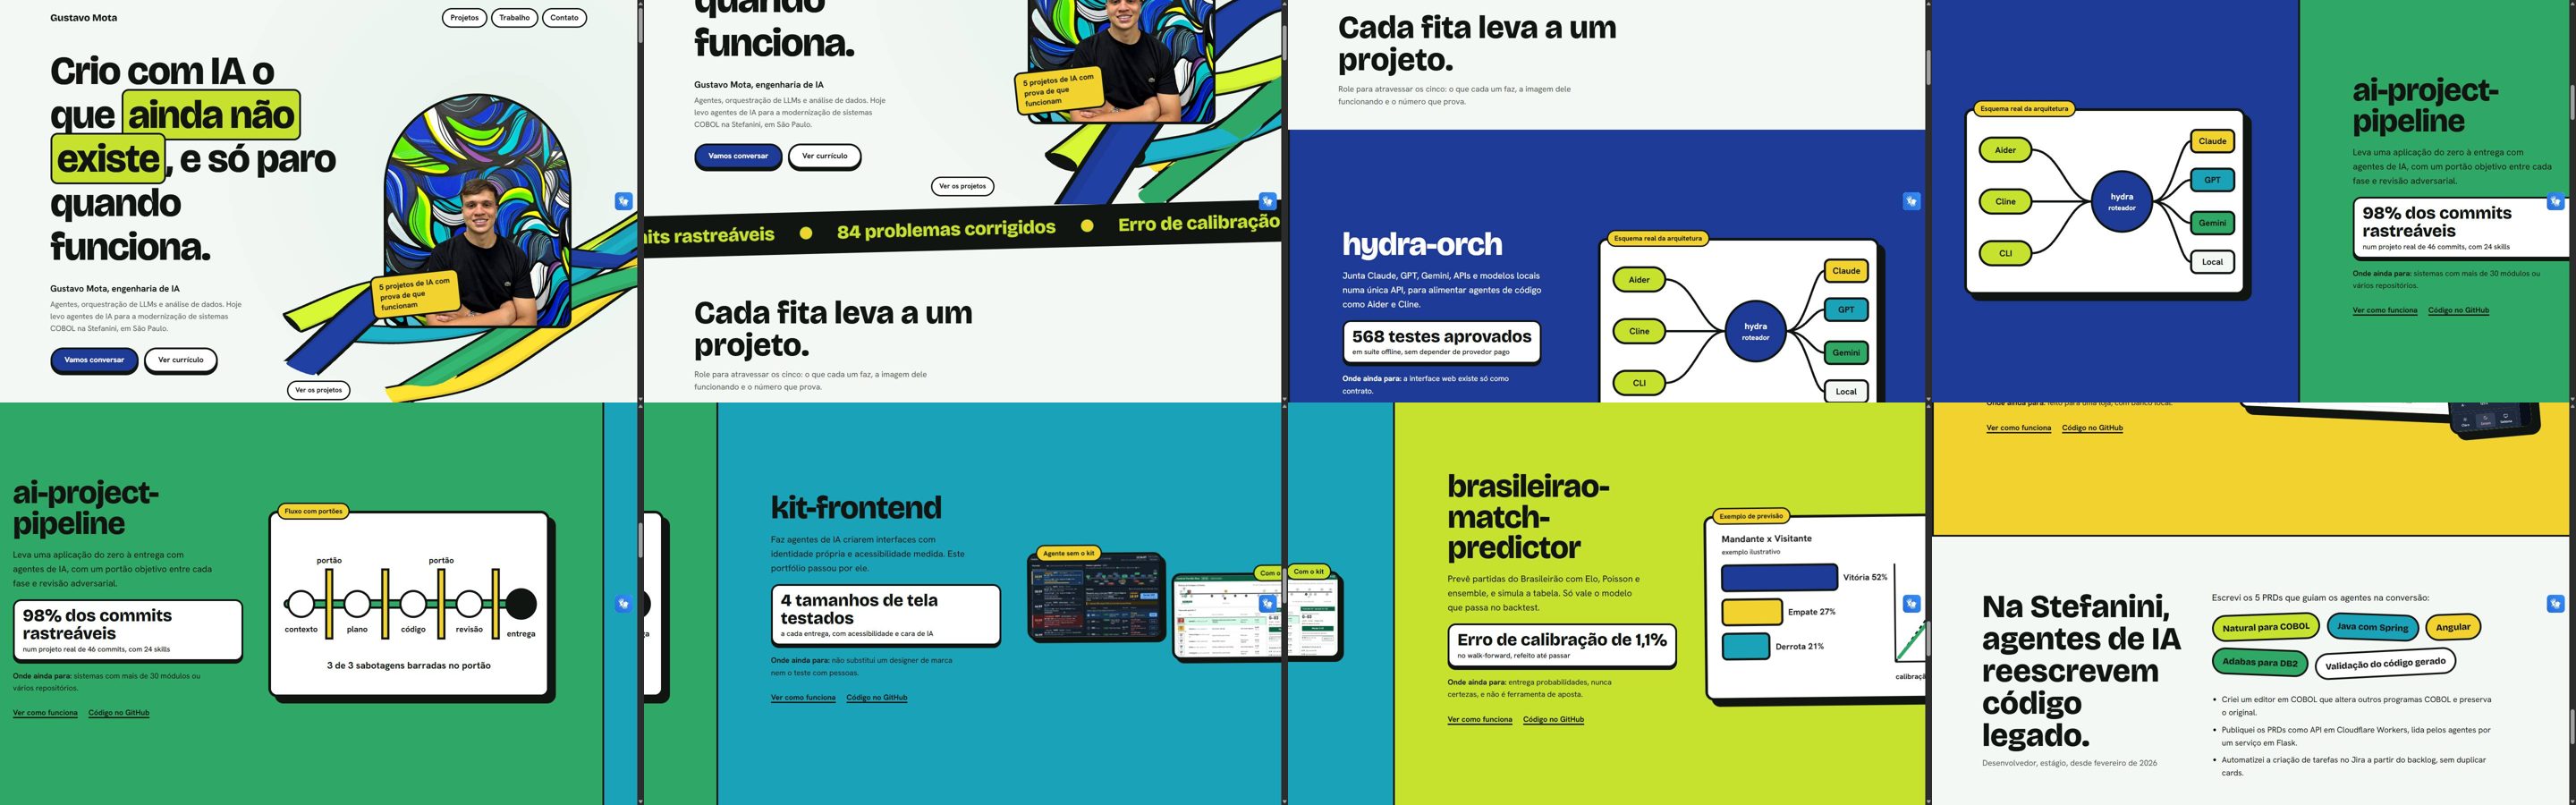 Gustavo Mota
Projetos
Trabalho
Contato
Crio com IA o
que ainda não
existe, e só paro
quando
funciona.
Gustavo Mota, engenharia de IA
Agentes, orquestração de LLMs e análise de dados. Hoje
levo agentes de IA para a modernização de sistemas
COBOL na Stefanini, em São Paulo.
Vamos conversar
Ver currículo
5 projetos de IA com
prova de que
funcionam
Ver os projetos
quando
funciona.
Gustavo Mota, engenharia de IA
Agentes, orquestração de LLMs e análise de dados. Hoje
levo agentes de IA para a modernização de sistemas
COBOL na Stefanini, em São Paulo.
Vamos conversar
Ver currículo
5 projetos de IA com
prova de que
funcionam
Ver os projetos
its rastreáveis
84 problemas corrigidos
Erro de calibração
Cada fita leva a um
projeto.
Role para atravessar os cinco: o que cada um faz, a imagem dele
funcionando e o número que prova.
Cada fita leva a um
projeto.
Role para atravessar os cinco: o que cada um faz, a imagem dele
funcionando e o número que prova.
hydra-orch
Junta Claude, GPT, Gemini, APIs e modelos locais
numa única API, para alimentar agentes de código
como Aider e Cline.
568 testes aprovados
em suíte offline, sem depender de provedor pago
Onde ainda para: a interface web existe só como
contrato.
Esquema real da arquitetura
Aider
Cline
CLI
hydra
roteador
Claude
GPT
Gemini
Local
Esquema real da arquitetura
Aider
Cline
CLI
hydra
roteador
Claude
GPT
Gemini
Local
ai-project-
pipeline
Leva uma aplicação do zero à entrega com
agentes de IA, com um portão objetivo entre cada
fase e revisão adversarial.
98% dos commits
rastreáveis
num projeto real de 46 commits, com 24 skills
Onde ainda para: sistemas com mais de 30 módulos ou
vários repositórios.
Ver como funciona
Código no GitHub
ai-project-
pipeline
Leva uma aplicação do zero à entrega com
agentes de IA, com um portão objetivo entre cada
fase e revisão adversarial.
98% dos commits
rastreáveis
num projeto real de 46 commits, com 24 skills
Onde ainda para: sistemas com mais de 30 módulos ou
vários repositórios.
Ver como funciona
Código no GitHub
Fluxo com portões
portão
portão
contexto
plano
código
revisão
entrega
3 de 3 sabotagens barradas no portão
kit-frontend
Faz agentes de IA criarem interfaces com
identidade própria e acessibilidade medida. Este
portfólio passou por ele.
4 tamanhos de tela
testados
a cada entrega, com acessibilidade e cara de IA
Onde ainda para: não substitui um designer de marca
nem o teste com pessoas.
Ver como funciona
Código no GitHub
Agente sem o kit
Com o
Com o kit
brasileirao-
match-
predictor
Prevê partidas do Brasileirão com Elo, Poisson e
ensemble, e simula a tabela. Só vale o modelo
que passa no backtest.
Erro de calibração de 1,1%
no walk-forward, refeito até passar
Onde ainda para: entrega probabilidades, nunca
certezas, e não é ferramenta de aposta.
Ver como funciona
Código no GitHub
Exemplo de previsão
Mandante x Visitante
exemplo ilustrativo
Vitória 52%
Empate 27%
Derrota 21%
Onde ainda para: feito para uma loja, com banco local.
Ver como funciona
Código no GitHub
Na Stefanini,
agentes de IA
reescrevem
código
legado.
Desenvolvedor, estágio, desde fevereiro de 2026
Escrevi os 5 PRDs que guiam os agentes na conversão:
Natural para COBOL
Java com Spring
Angular
Adabas para DB2
Validação do código gerado
Criei um editor em COBOL que altera outros programas COBOL e preserva
o original.
Publiquei os PRDs como API em Cloudflare Workers, lida pelos agentes por
um serviço em Flask.
Automatizei a criação de tarefas no Jira a partir do backlog, sem duplicar
cards.